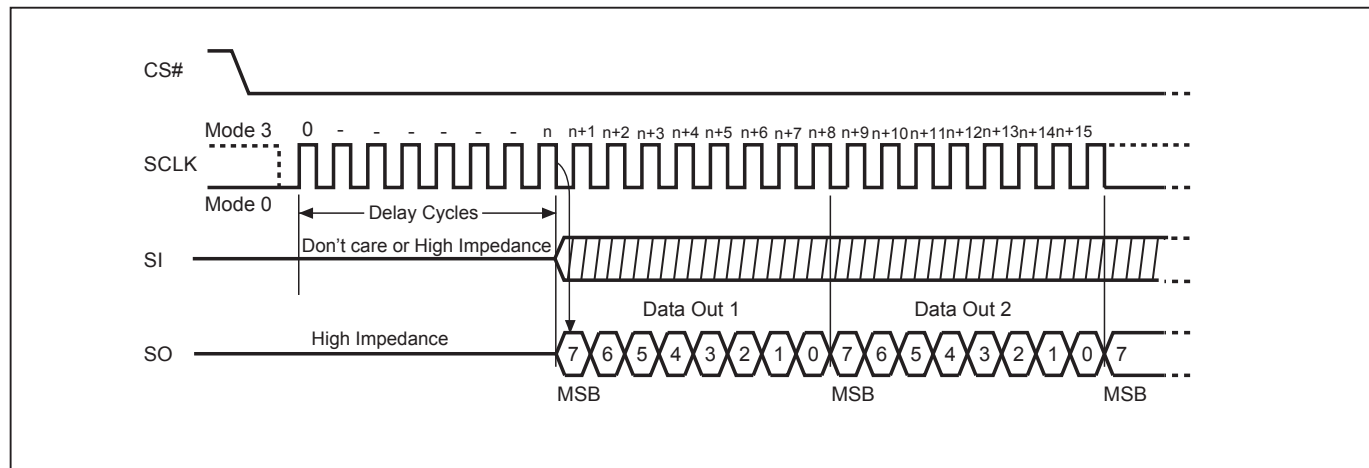 CS#
Mode 3
0 - - - - - - n n+1 n+2 n+3 n+4 n+5 n+6 n+7 n+8 n+9 n+10 n+11 n+12 n+13 n+14 n+15
SCLK
Mode 0
Delay Cycles
Don't care or High Impedance
SI
Data Out 1 Data Out 2
High Impedance
SO
7 6 5 4 3 2 1 0 7 6 5 4 3 2 1 0 7
MSB MSB MSB